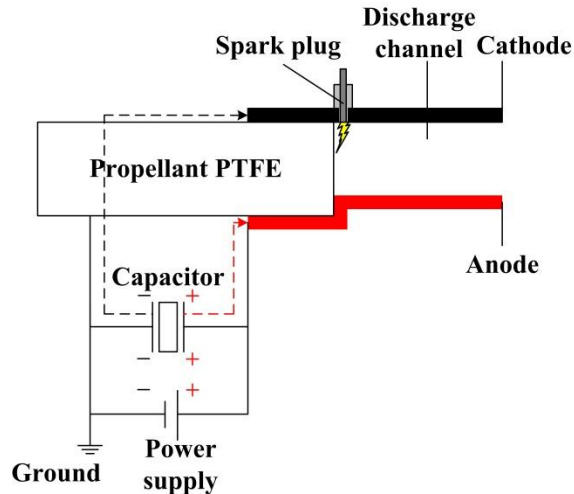 Discharge
Spark plug
channel
Cathode
Propellant PTFE
Capacitor
Anode
− +
− +
− +
Power
supply
Ground